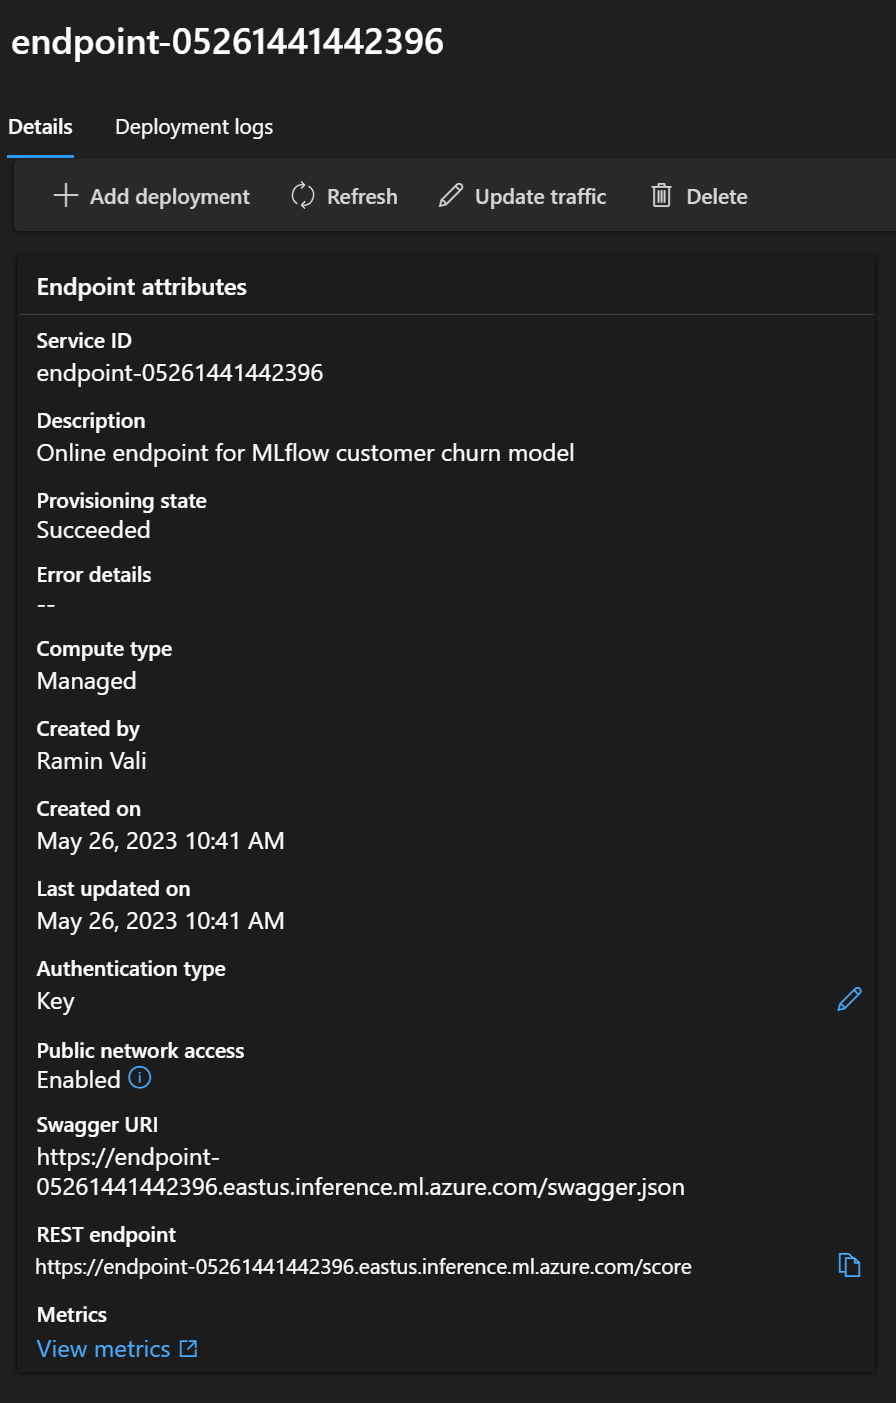 endpoint-05261441442396
Details Deployment logs
Add deployment Refresh Update traffic Delete
Endpoint attributes
Service ID
endpoint-05261441442396
Description
Online endpoint for MLflow customer churn model
Provisioning state
Succeeded
Error details
--
Compute type
Managed
Created by
Ramin Vali
Created on
May 26, 2023 10:41 AM
Last updated on
May 26, 2023 10:41 AM
Authentication type
Key
Public network access
Enabled
Swagger URI
https://endpoint-
05261441442396.eastus.inference.ml.azure.com/swagger.json
REST endpoint
https://endpoint-05261441442396.eastus.inference.ml.azure.com/score
Metrics
View metrics